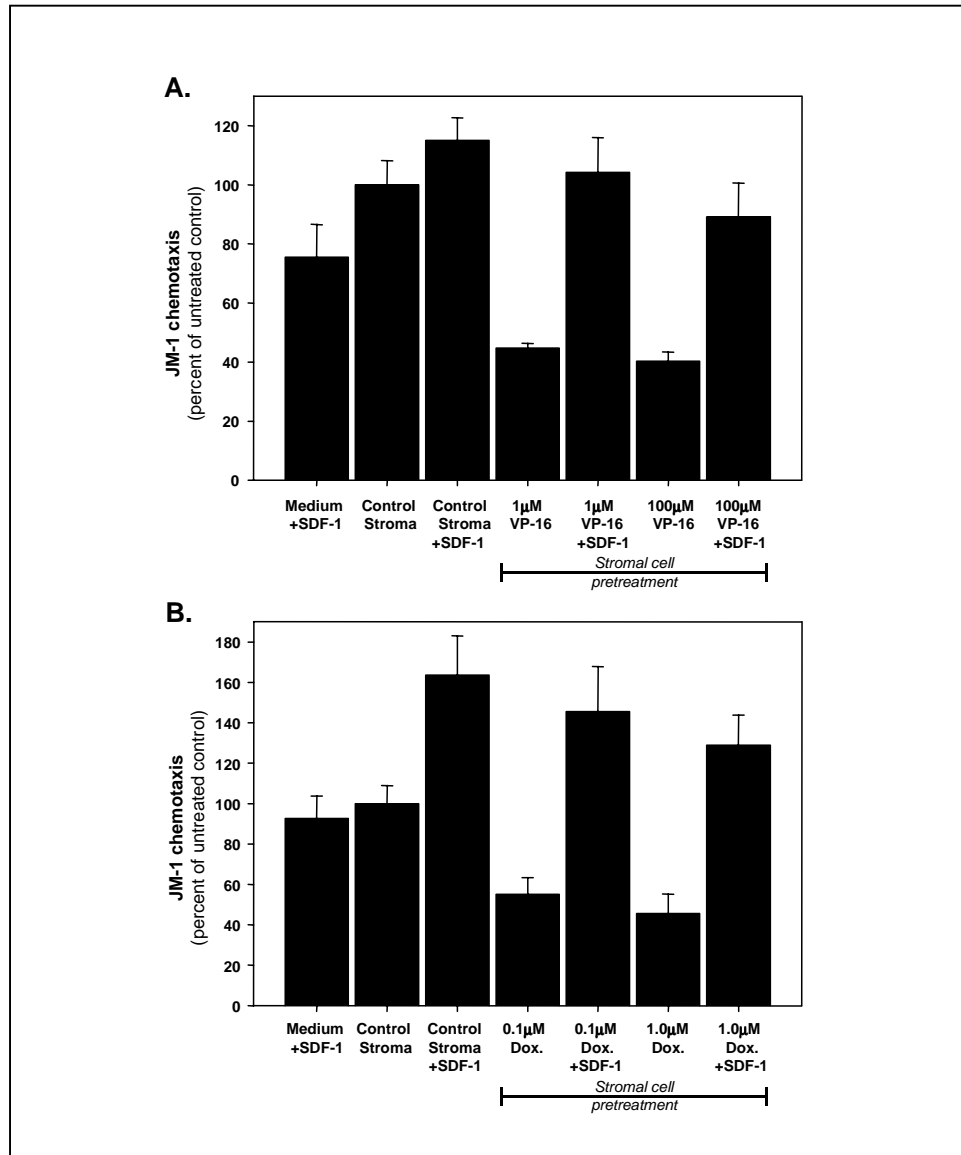 A.
JM-1 chemotaxis
(percent of untreated control)
120
100
80
60
40
20
0
Medium +SDF-1
Control Stroma
Control Stroma +SDF-1
1μM VP-16
1μM VP-16 +SDF-1
100μM VP-16
100μM VP-16 +SDF-1
Stromal cell
pretreatment
B.
JM-1 chemotaxis
(percent of untreated control)
180
160
140
120
100
80
60
40
20
0
Medium +SDF-1
Control Stroma
Control Stroma +SDF-1
0.1μM Dox.
0.1μM Dox. +SDF-1
1.0μM Dox.
1.0μM Dox. +SDF-1
Stromal cell
pretreatment